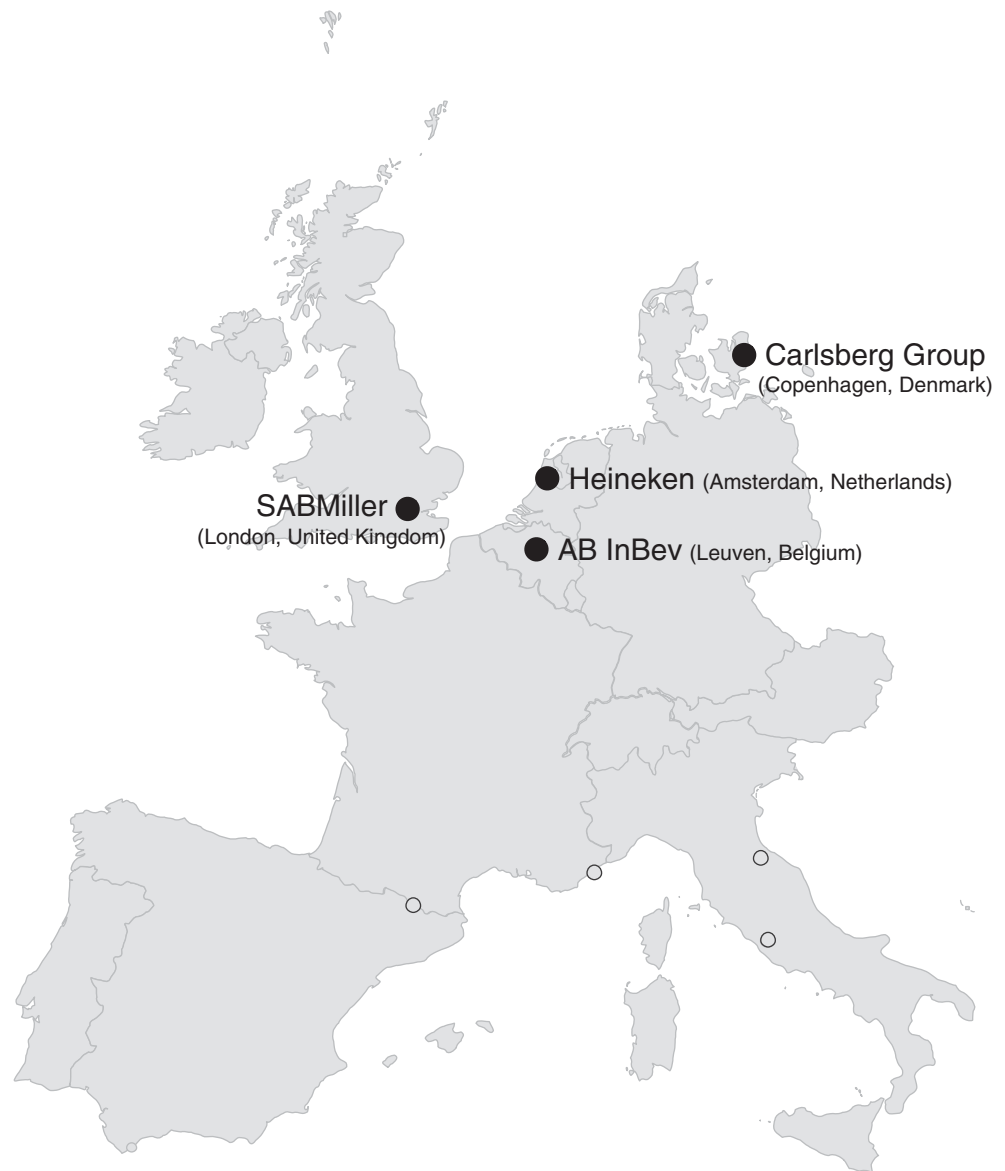 Carlsberg Group
(Copenhagen, Denmark)
Heineken (Amsterdam, Netherlands)
SABMiller
(London, United Kingdom)
AB InBev (Leuven, Belgium)